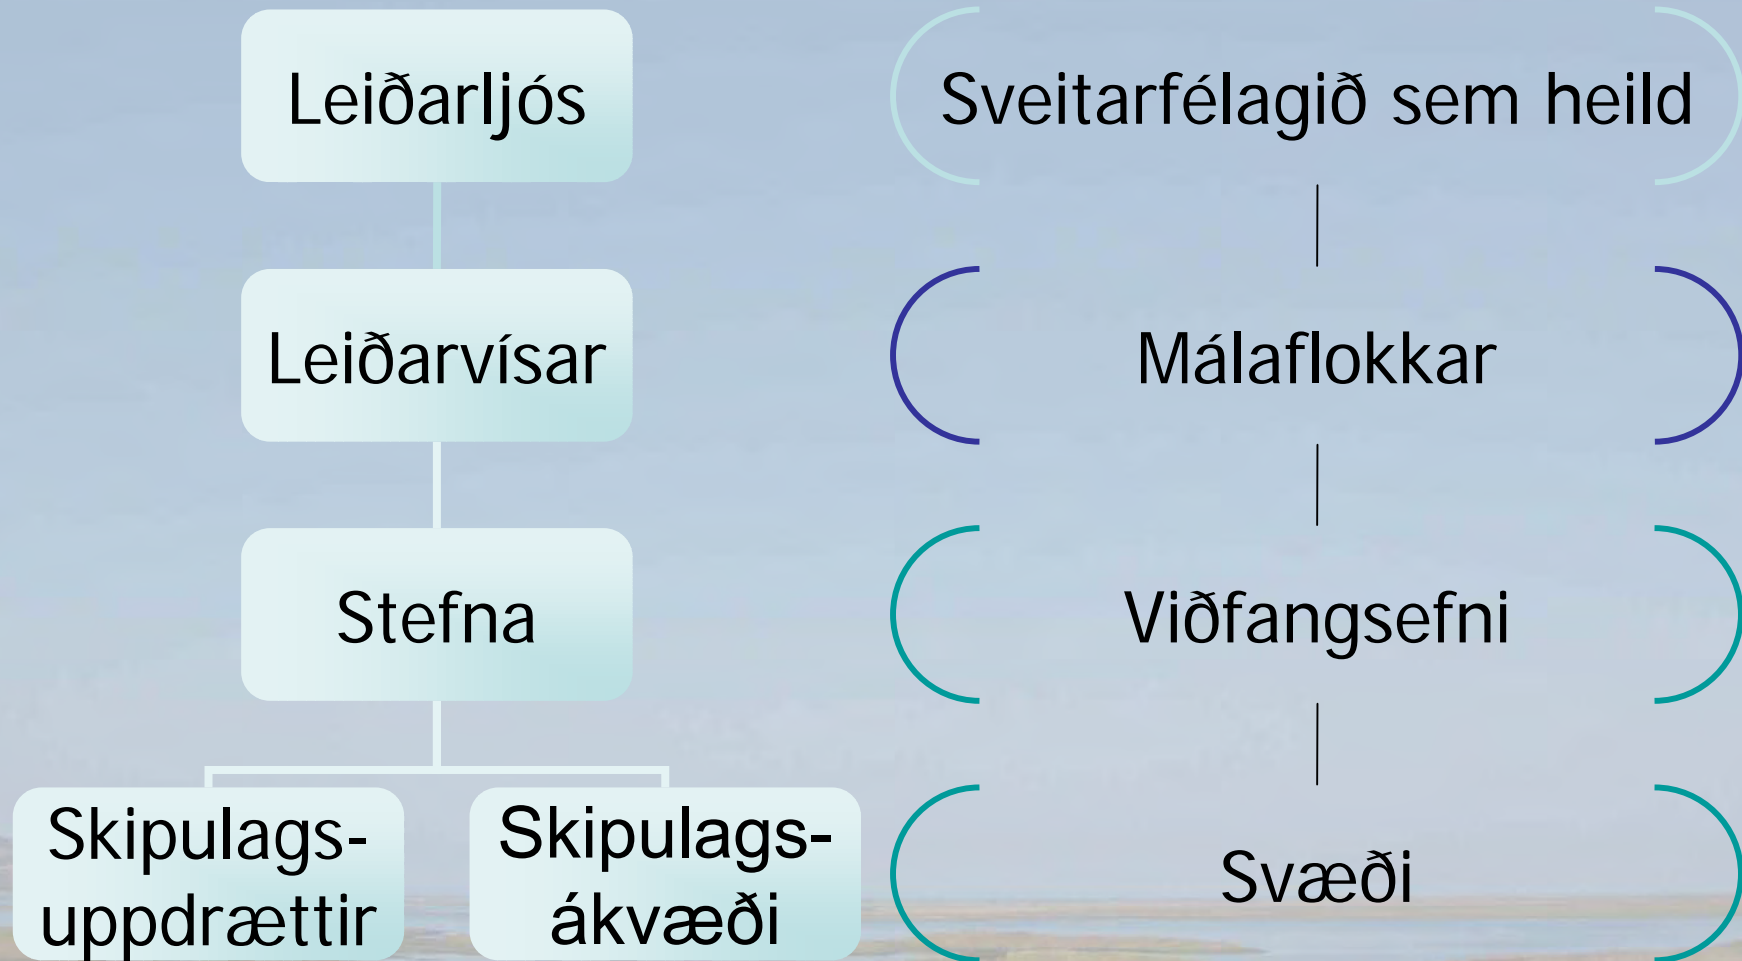 Leiðarljós
Sveitarfélagið sem heild
Leiðarvísar
Málaflokkar
Stefna
Viðfangsefni
Skipulags-
uppdrættir
Skipulags-
ákvæði
Svæði